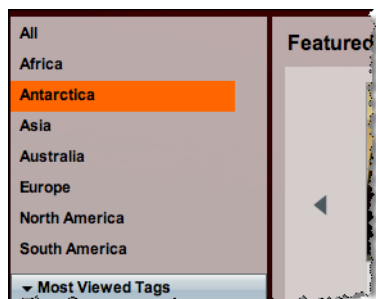 All
Africa
Antarctica
Asia
Australia
Europe
North America
South America
Most Viewed Tags
Featured